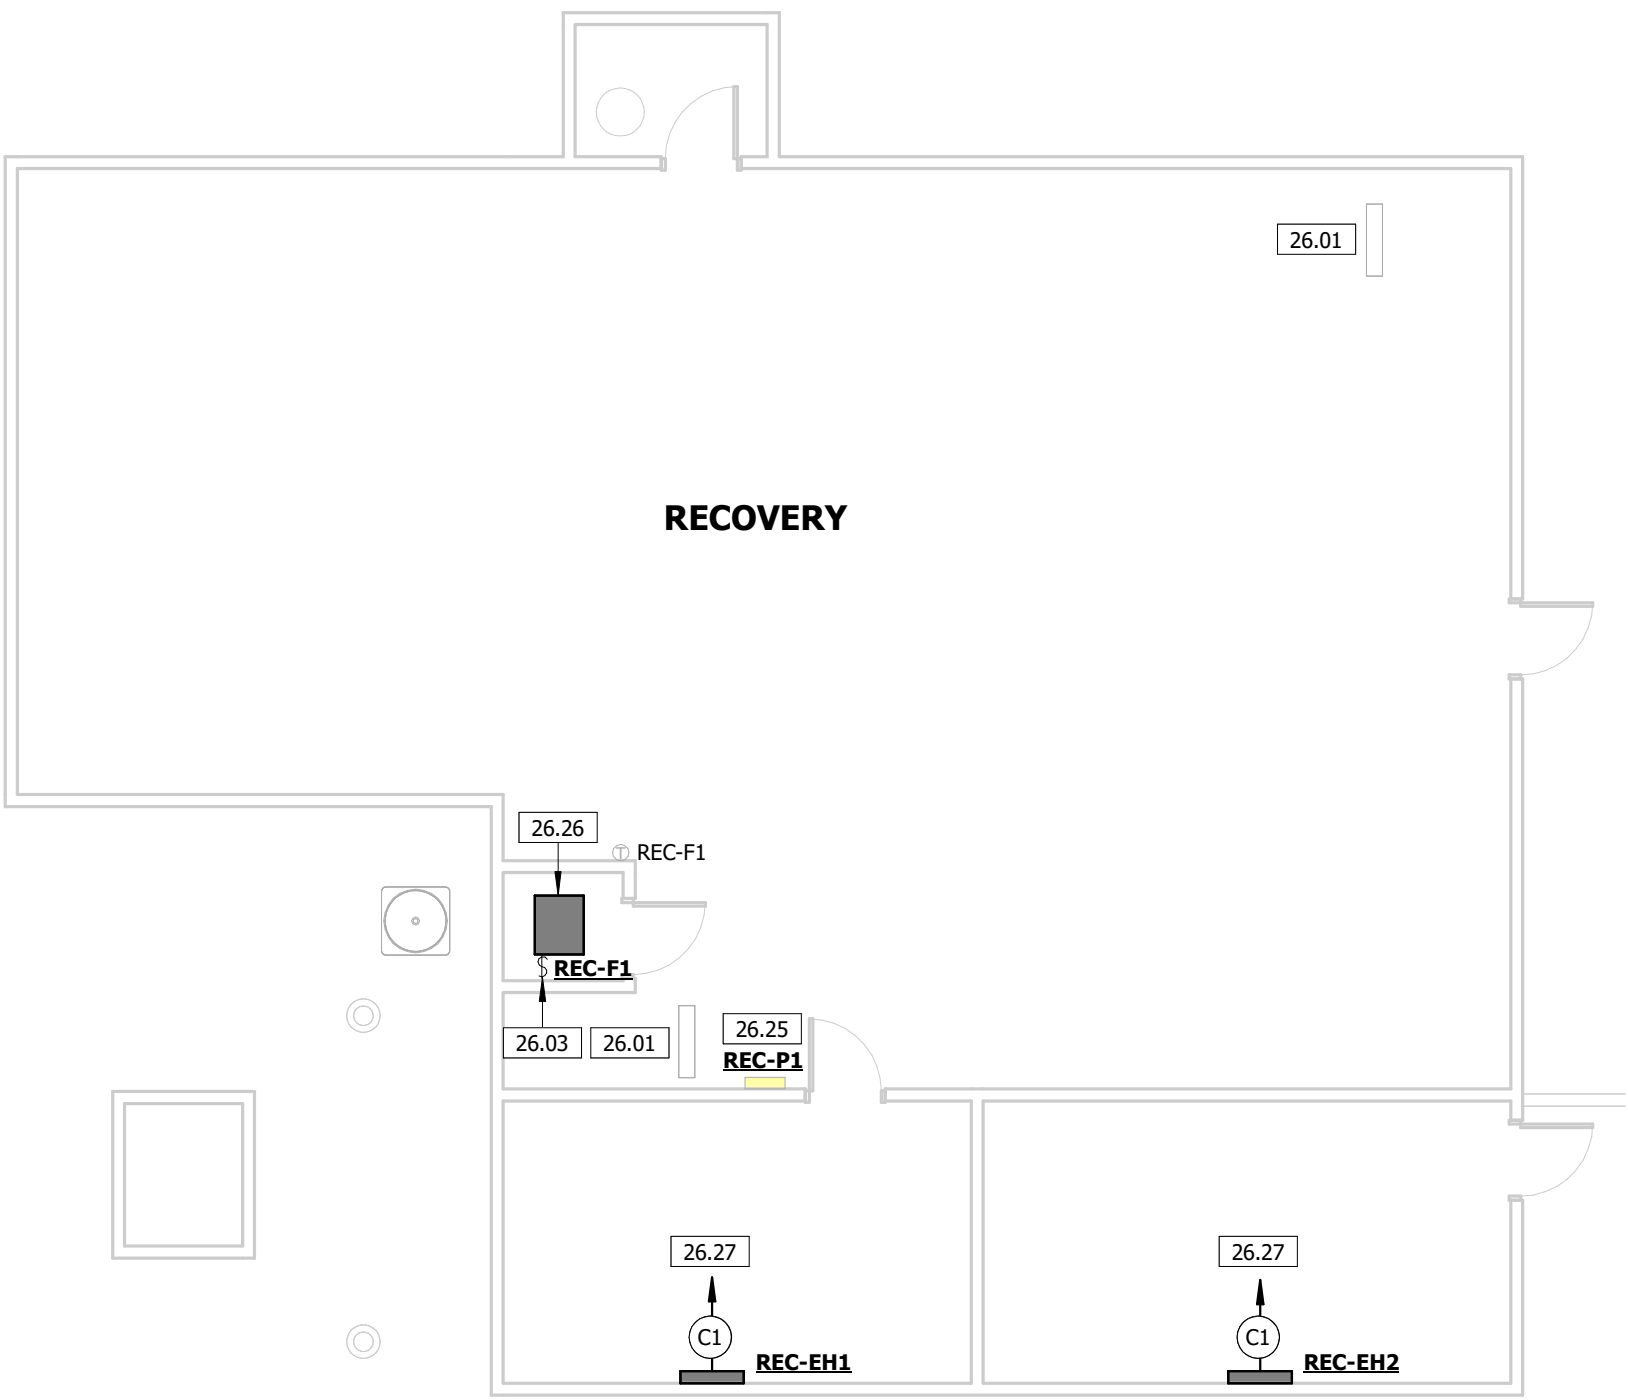 26.01
RECOVERY
26.26
T REC-F1
$ REC-F1
26.03
26.01
26.25
REC-P1
26.27
26.27
C1
C1
REC-EH1
REC-EH2